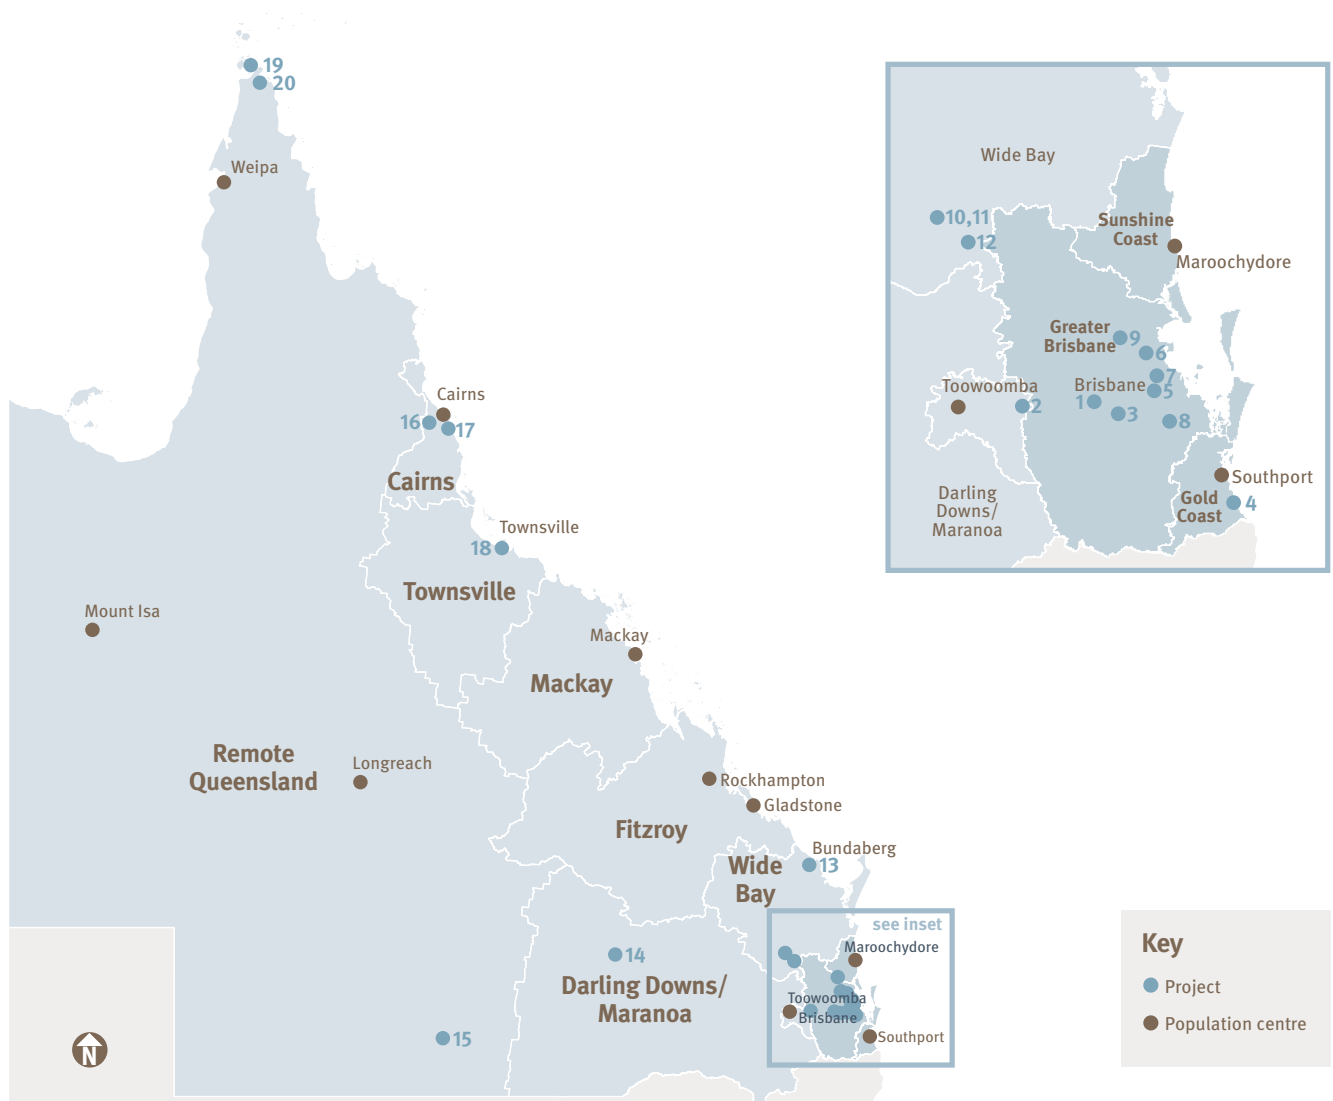 19
20
Weipa
Cairns
16
17
Cairns
Townsville
18
Townsville
Mount Isa
Mackay
Mackay
Remote
Queensland
Longreach
Rockhampton
Gladstone
Fitzroy
Bundaberg
13
Wide
Bay
see inset
Maroochydore
14
Darling Downs/
Maranoa
Toowoomba
Brisbane
Southport
15
N
Wide Bay
10,11
12
Sunshine
Coast
Maroochydore
Greater
Brisbane
9
6
7
Toowoomba
Brisbane
5
2
1
3
8
Southport
Gold
Coast
4
Darling
Downs/
Maranoa
Key
Project
Population centre